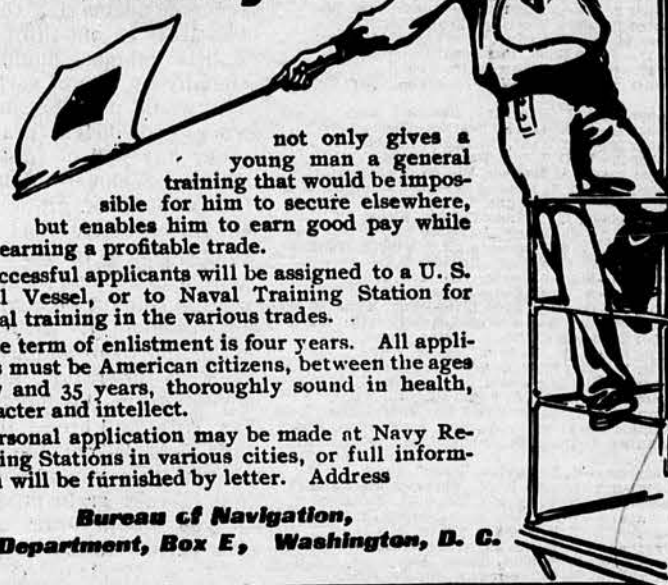 not only gives a
young man a general
training that would be impos-
sible for him to secure elsewhere,
but enables him to earn good pay while
earning a profitable trade.
ccessful applicants will be assigned to a U. S.
l Vessel, or to Naval Training Station for
al training in the various trades.
e term of enlistment is four years. All appli-
s must be American citizens, between the ages
and 35 years, thoroughly sound in health,
acter and intellect.
ersonal application may be made at Navy Re-
ing Stations in various cities, or full inform-
will be furnished by letter. Address
Bureau of Navigation,
Department, Box E, Washington, D. C.